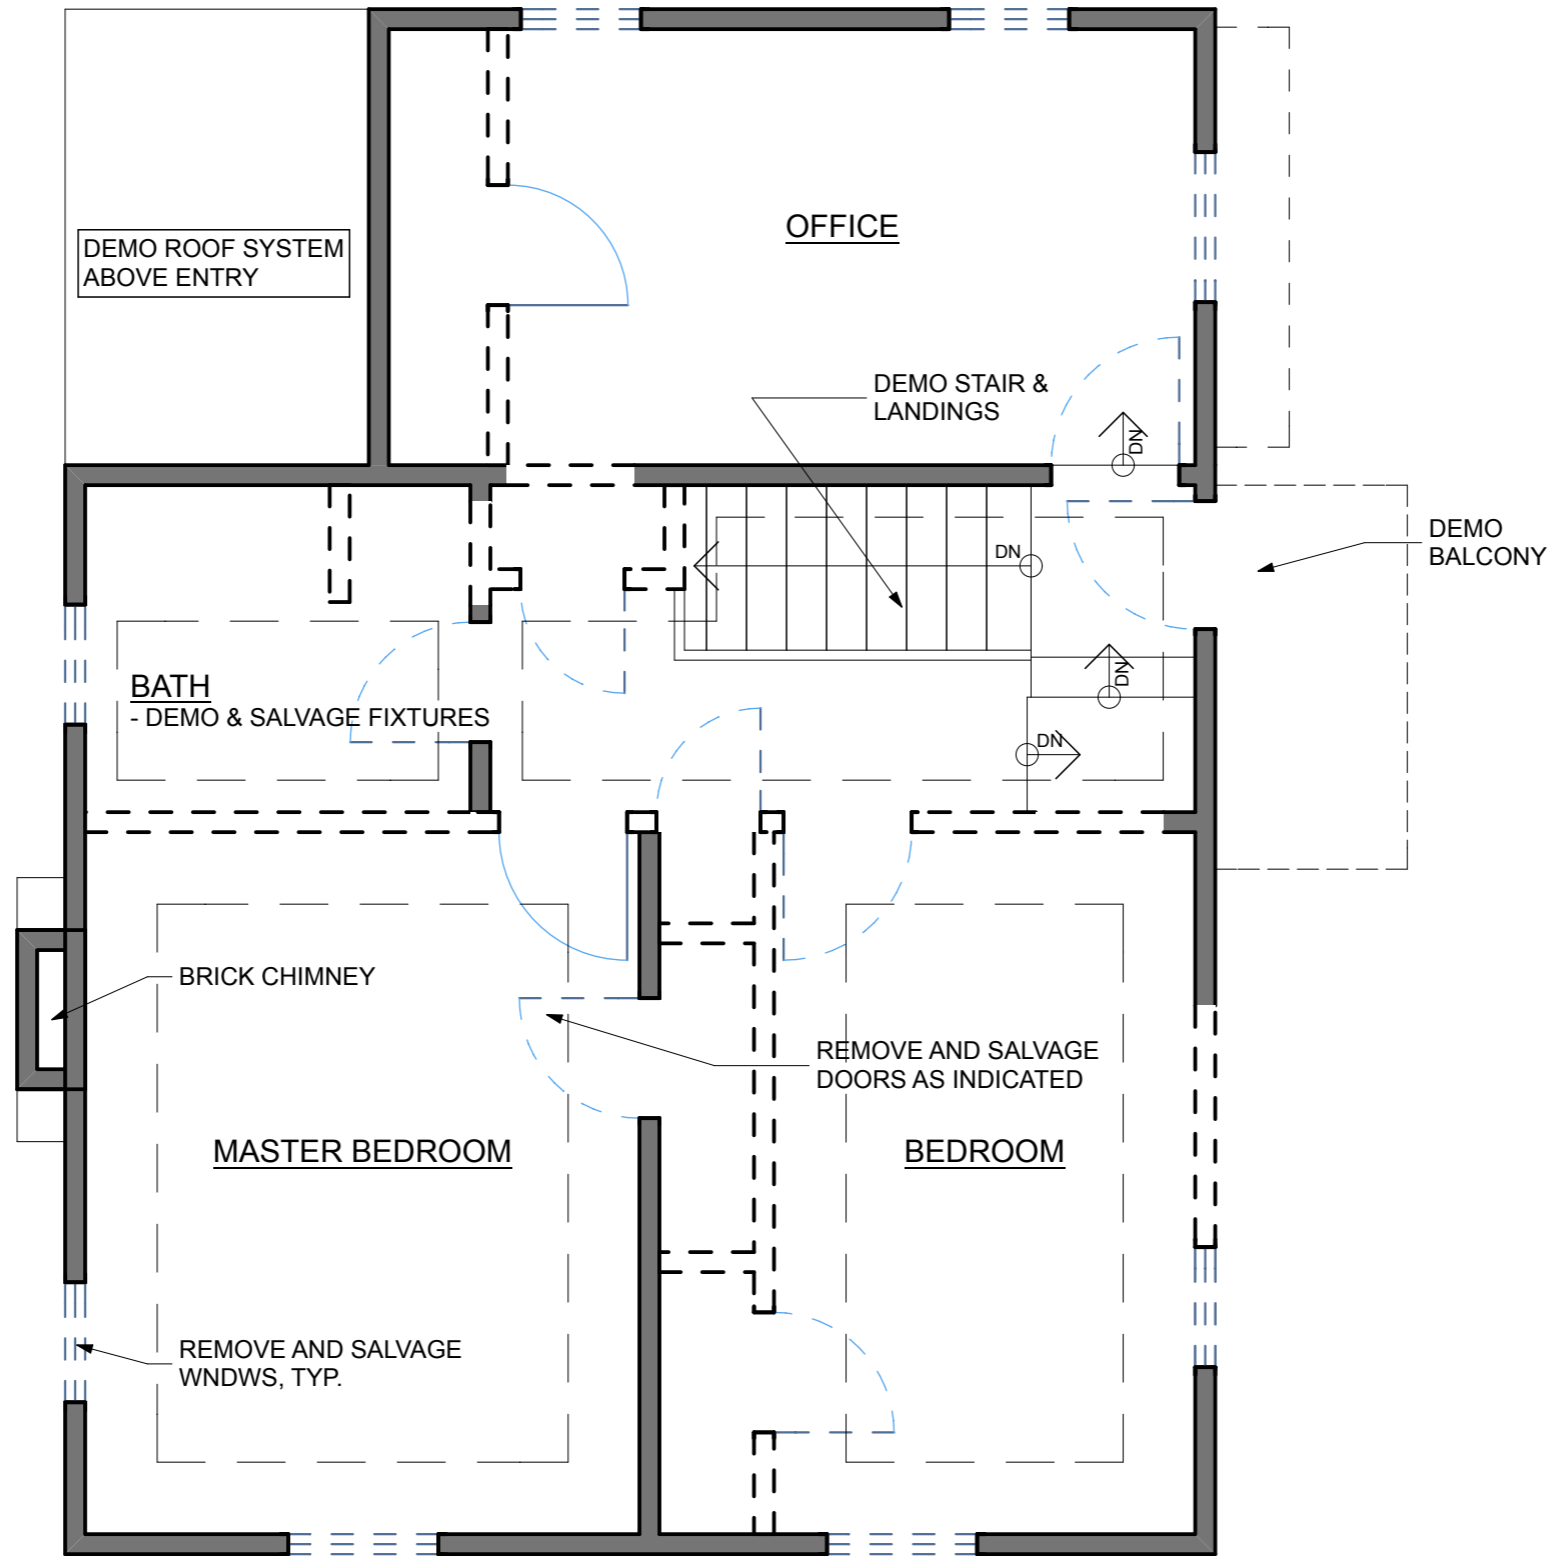 OFFICE
DEMO ROOF SYSTEM
ABOVE ENTRY
DEMO STAIR &
LANDINGS
DN
DEMO
BALCONY
DN
BATH
- DEMO & SALVAGE FIXTURES
DN
DN
BRICK CHIMNEY
REMOVE AND SALVAGE
DOORS AS INDICATED
MASTER BEDROOM
BEDROOM
REMOVE AND SALVAGE
WNDWS, TYP.